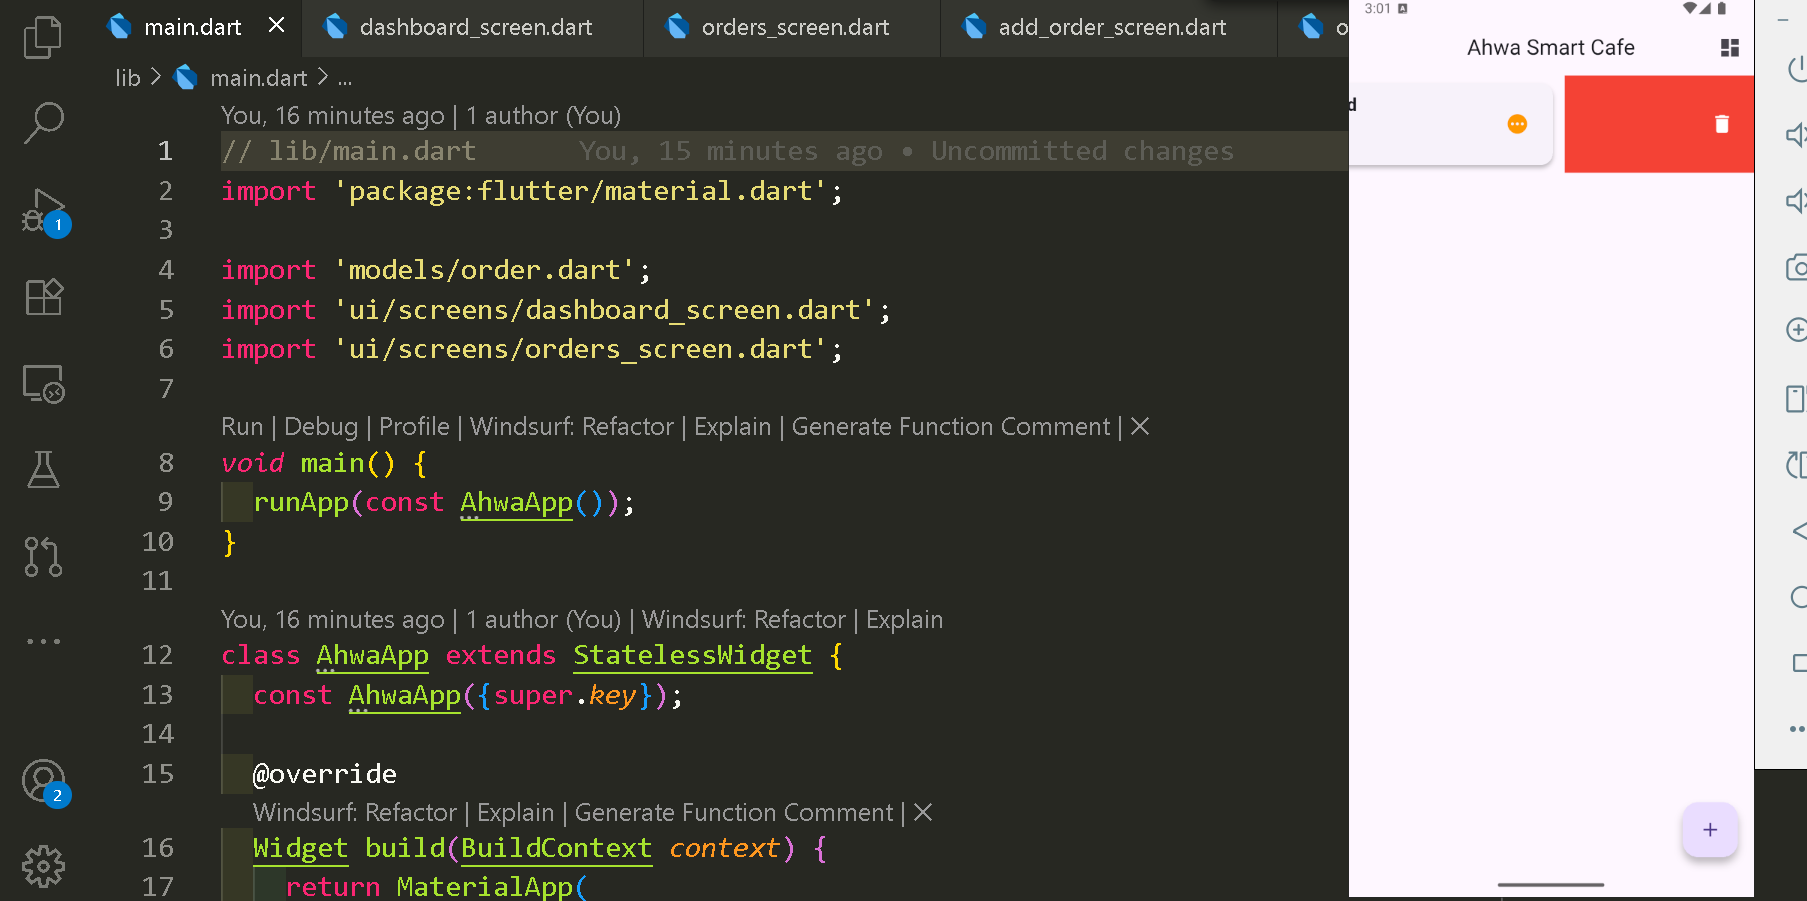 main.dart
dashboard_screen.dart
orders_screen.dart
add_order_screen.dart
o
lib > main.dart > ...
You, 16 minutes ago | 1 author (You)
1 // lib/main.dart You, 15 minutes ago • Uncommitted changes
2 import 'package:flutter/material.dart';
3
4 import 'models/order.dart';
5 import 'ui/screens/dashboard_screen.dart';
6 import 'ui/screens/orders_screen.dart';
7
Run | Debug | Profile | Windsurf: Refactor | Explain | Generate Function Comment | ×
8 void main() {
9 runApp(const AhwaApp());
10 }
11
You, 16 minutes ago | 1 author (You) | Windsurf: Refactor | Explain
12 class AhwaApp extends StatelessWidget {
13 const AhwaApp({super.key});
14
15 @override
Windsurf: Refactor | Explain | Generate Function Comment | ×
16 Widget build(BuildContext context) {
17 return MaterialApp(
1
2
3:01
Ahwa Smart Cafe
d
+